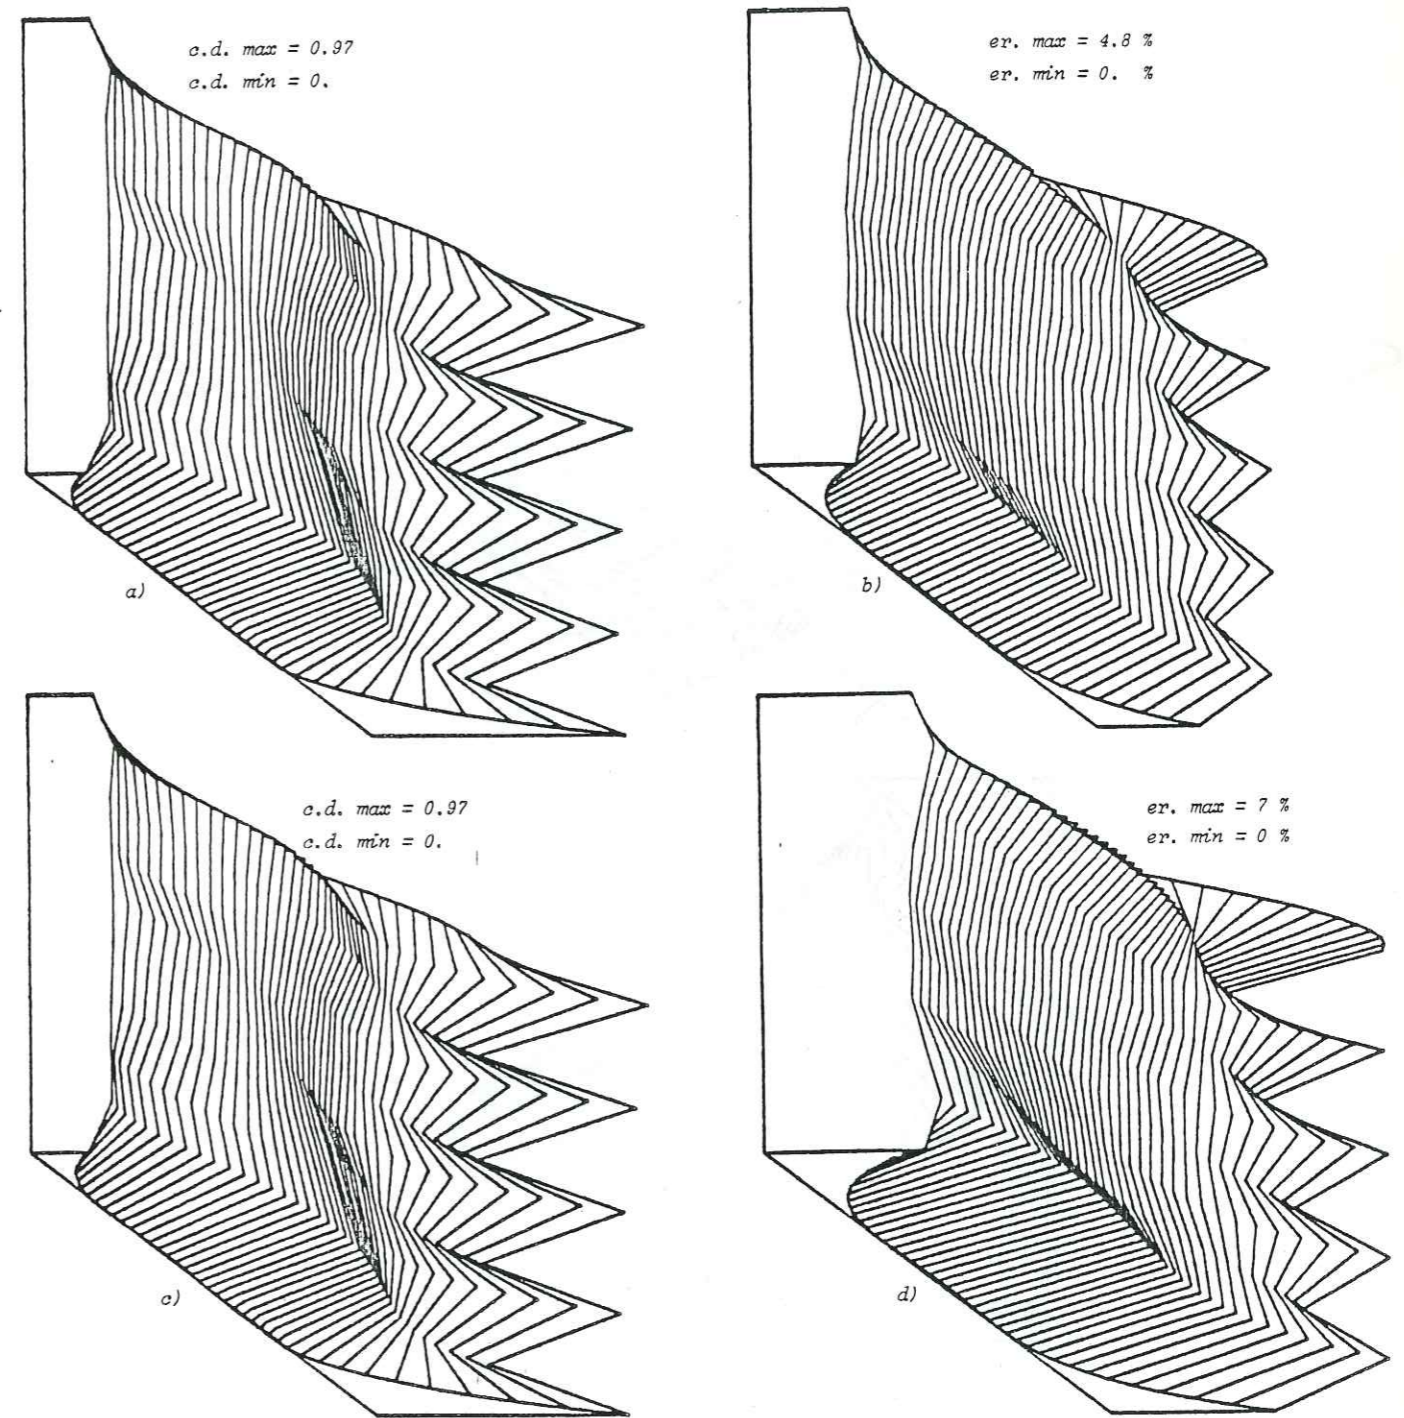 c.d. max = 0.97
c.d. min = 0.
er. max = 4.8 %
er. min = 0. %
a)
b)
c.d. max = 0.97
c.d. min = 0.
er. max = 7 %
er. min = 0 %
c)
d)